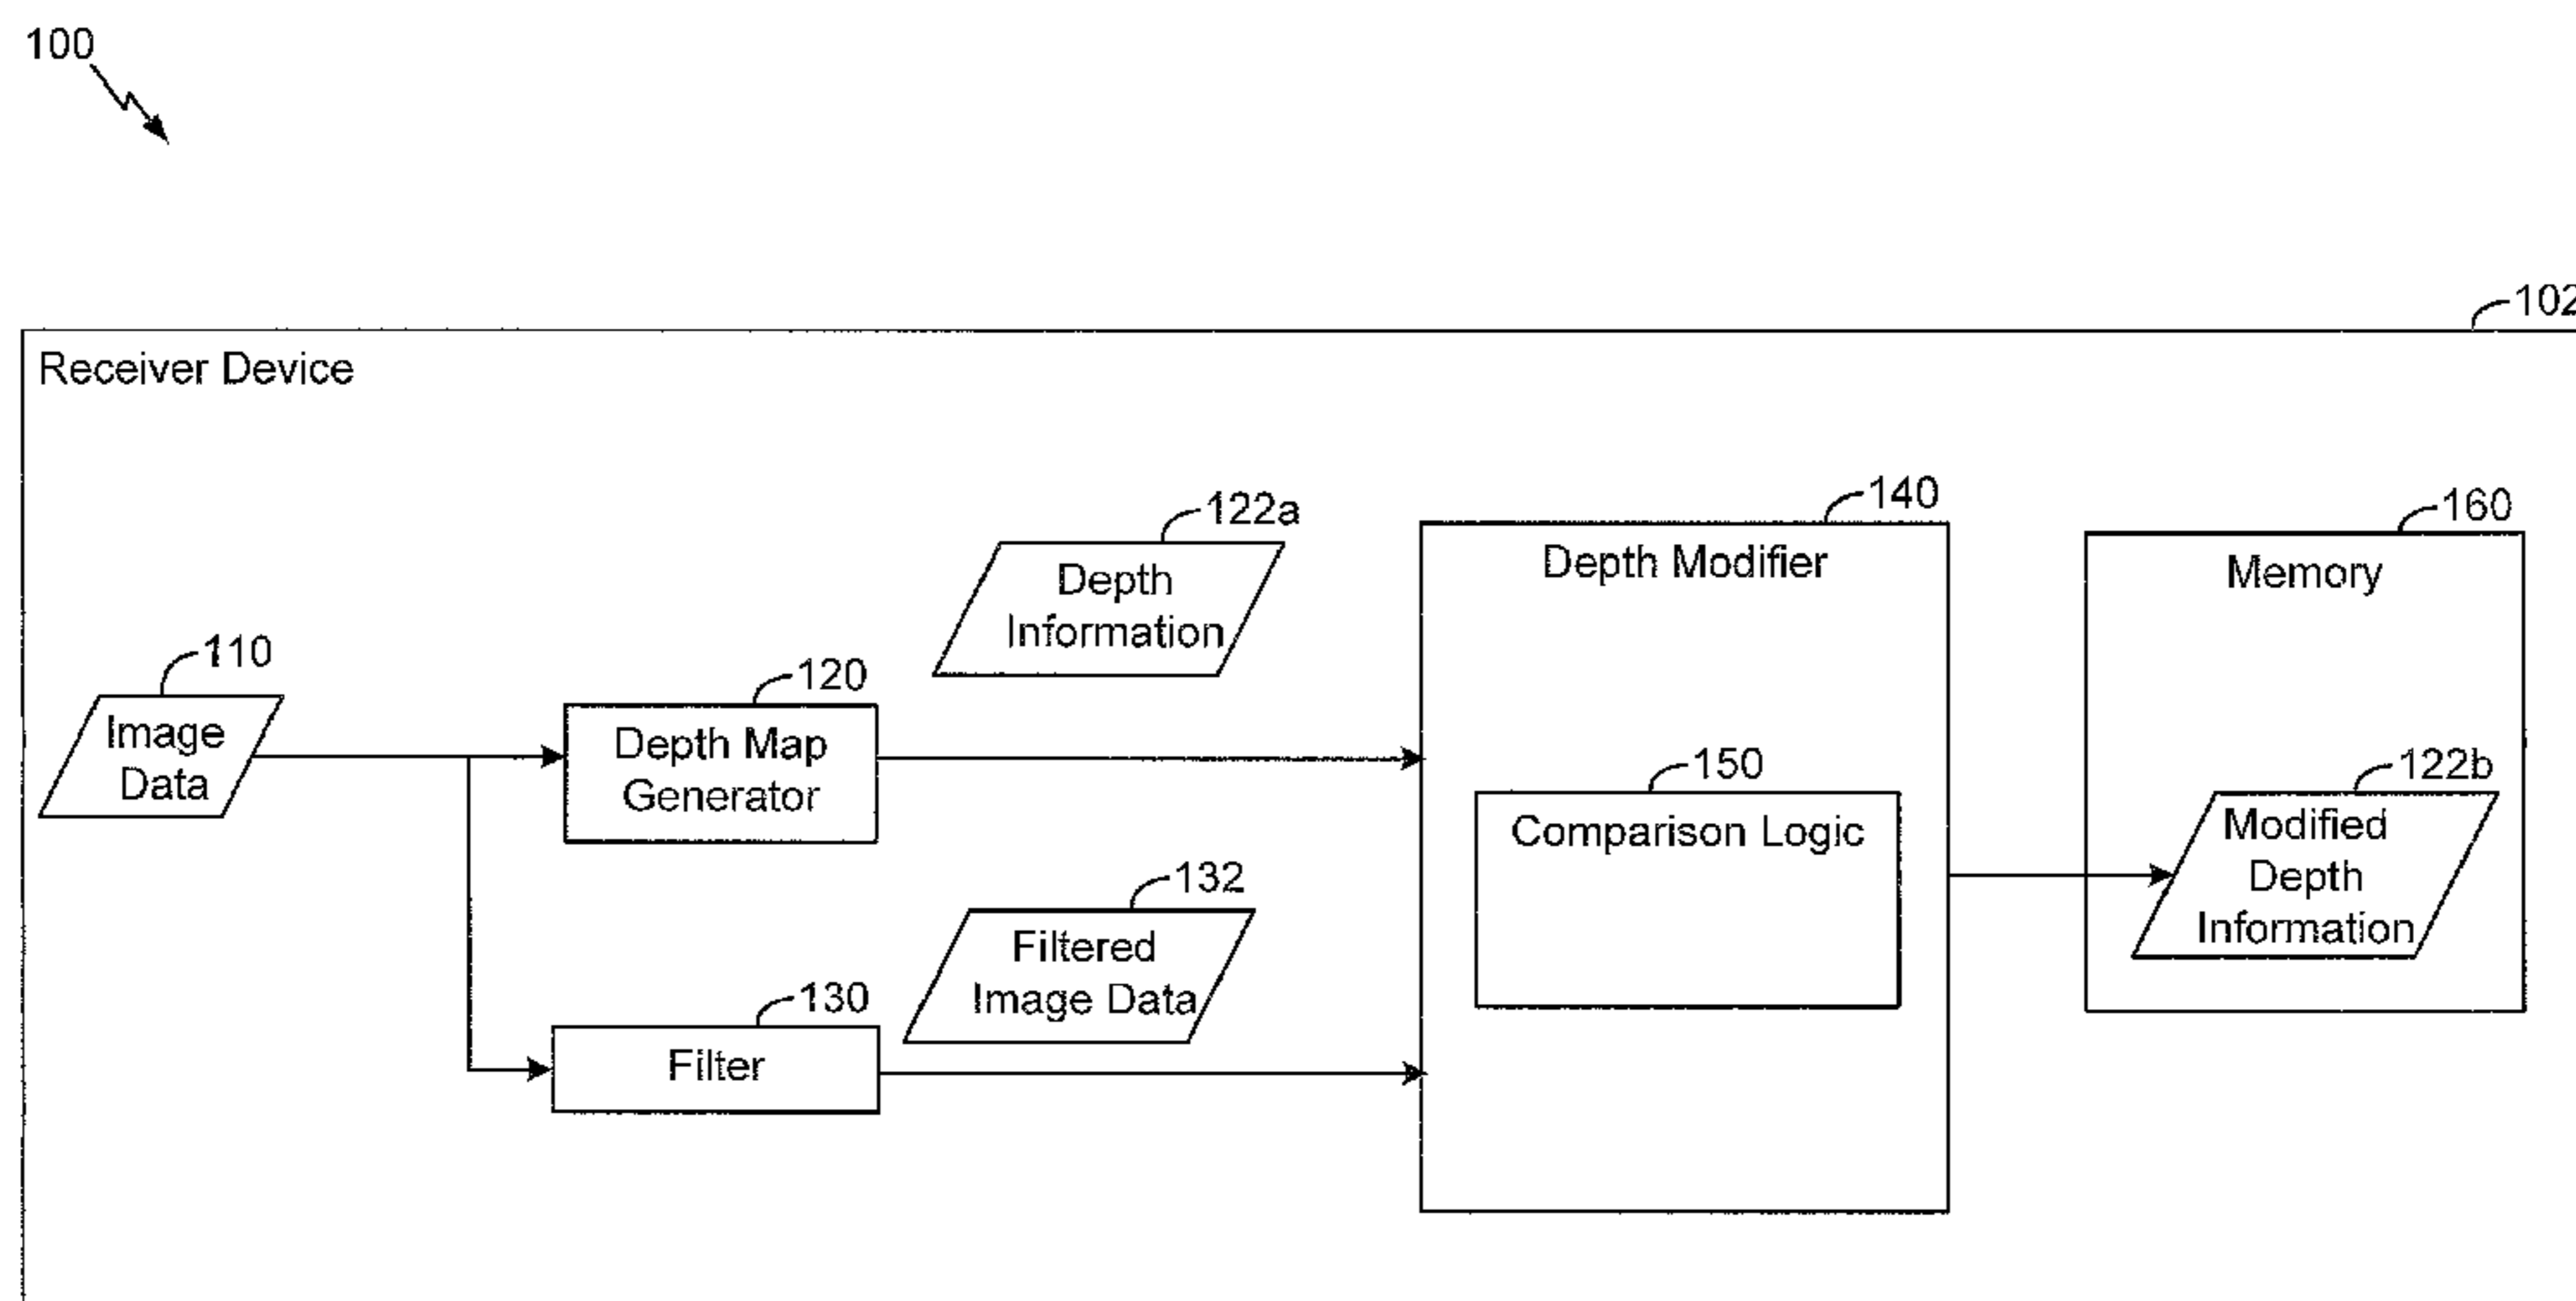 100
102
Receiver Device
122a
Depth
Information
140
Depth Modifier
160
Memory
110
Image
Data
120
Depth Map
Generator
150
Comparison Logic
122b
Modified
Depth
Information
132
Filtered
Image Data
130
Filter